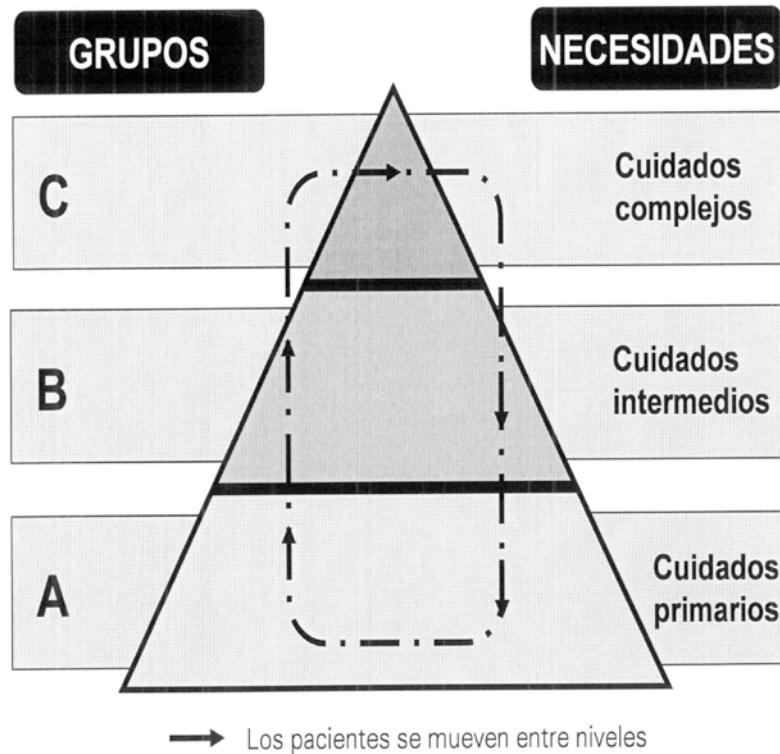 GRUPOS
NECESIDADES
C
Cuidados
complejos
B
Cuidados
intermedios
A
Cuidados
primarios
Los pacientes se mueven entre niveles